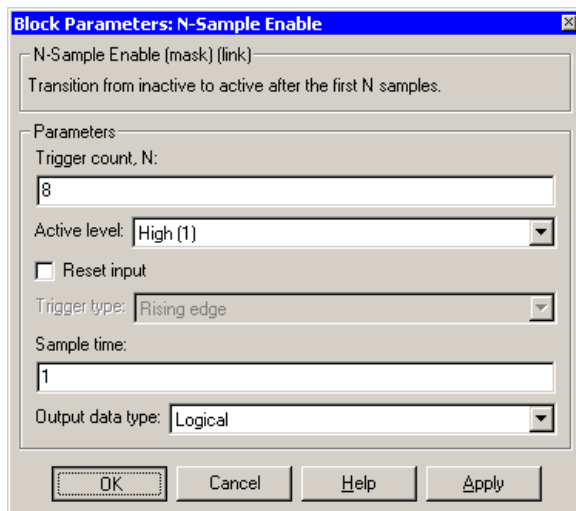 Block Parameters: N-Sample Enable
N-Sample Enable (mask) (link)
Transition from inactive to active after the first N samples.
Parameters
Trigger count, N:
8
Active level: High (1)
Reset input
Trigger type: Rising edge
Sample time:
1
Output data type: Logical
OK Cancel Help Apply